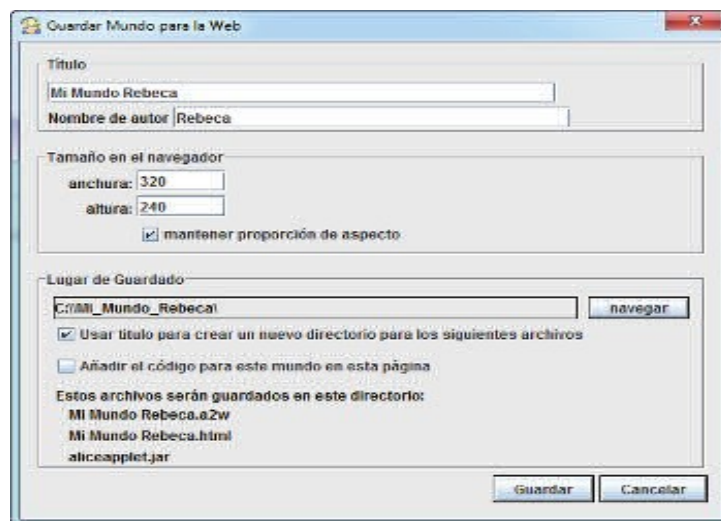 Guardar Mundo para la Web
Título
Mi Mundo Rebeca
Nombre de autor Rebeca
Tamaño en el navegador
anchura: 320
altura: 240
mantener proporción de aspecto
Lugar de Guardado
C:\\Mi_Mundo_Rebeca\ navegar
Usar título para crear un nuevo directorio para los siguientes archivos
Añadir el código para este mundo en esta página
Estos archivos serán guardados en este directorio:
Mi Mundo Rebeca.a2w
Mi Mundo Rebeca.html
aliceapplet.jar
Guardar Cancelar